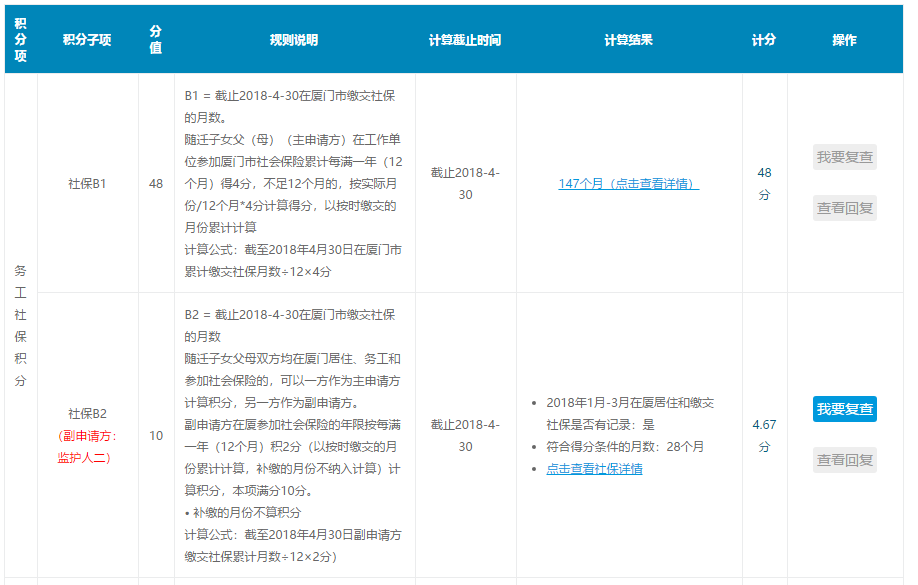 积分项
积分子项
分值
规则说明
计算截止时间
计算结果
计分
操作
务工社保积分
社保B1
48
B1 = 截止2018-4-30在厦门市缴交社保
的月数。
随迁子女父（母）（主申请方）在工作单
位参加厦门市社会保险累计每满一年（12
个月）得4分，不足12个月的，按实际月
份/12个月*4分计算得分，以按时缴交的
月份累计计算
计算公式：截至2018年4月30日在厦门市
累计缴交社保月数÷12×4分
截止2018-4-
30
147个月（点击查看详情）
48
分
我要复查
查看回复
社保B2
（副申请方：
监护人二）
10
B2 = 截止2018-4-30在厦门市缴交社保
的月数
随迁子女父母双方均在厦门居住、务工和
参加社会保险的，可以一方作为主申请方
计算积分，另一方作为副申请方。
副申请方在厦参加社会保险的年限按每满
一年（12个月）积2分（以按时缴交的月
份累计计算，补缴的月份不纳入计算）计
算积分，本项满分10分。
• 补缴的月份不算积分
计算公式：截至2018年4月30日副申请方
缴交社保累计月数÷12×2分）
截止2018-4-
30
• 2018年1月-3月在厦居住和缴交
社保是否有记录：是
• 符合得分条件的月数：28个月
• 点击查看社保详情
4.67
分
我要复查
查看回复